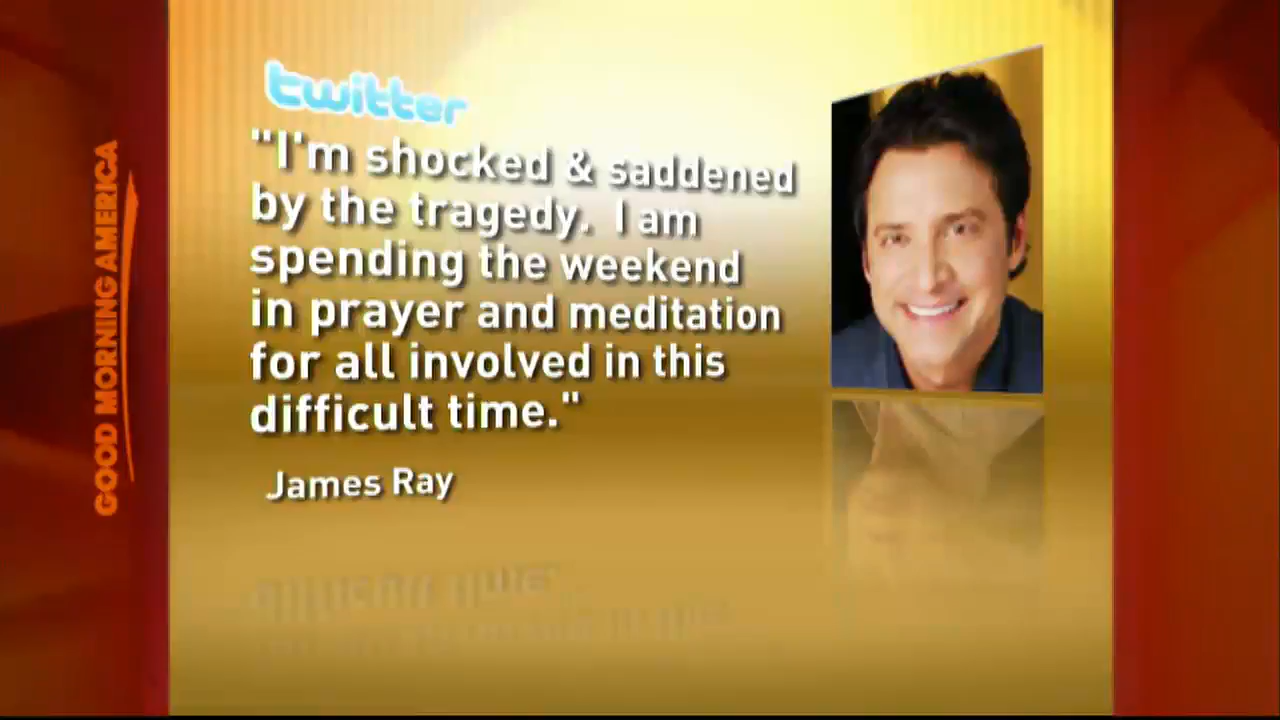 GOOD MORNING AMERICA
twitter
"I'm shocked & saddened
by the tragedy. I am
spending the weekend
in prayer and meditation
for all involved in this
difficult time."
James Ray